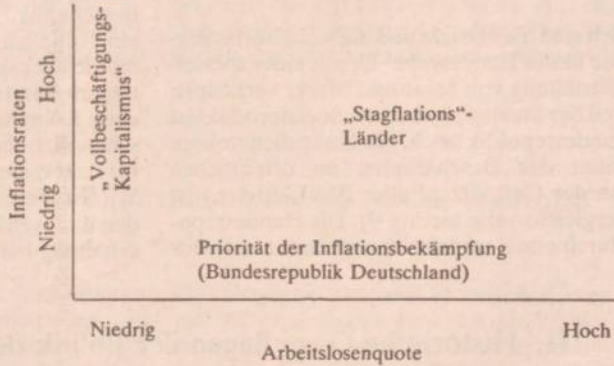 Inflationsraten
Niedrig Hoch
„Vollbeschäftigungs-
Kapitalismus“
„Stagflations“-
Länder
Priorität der Inflationsbekämpfung
(Bundesrepublik Deutschland)
Niedrig Hoch
Arbeitslosenquote